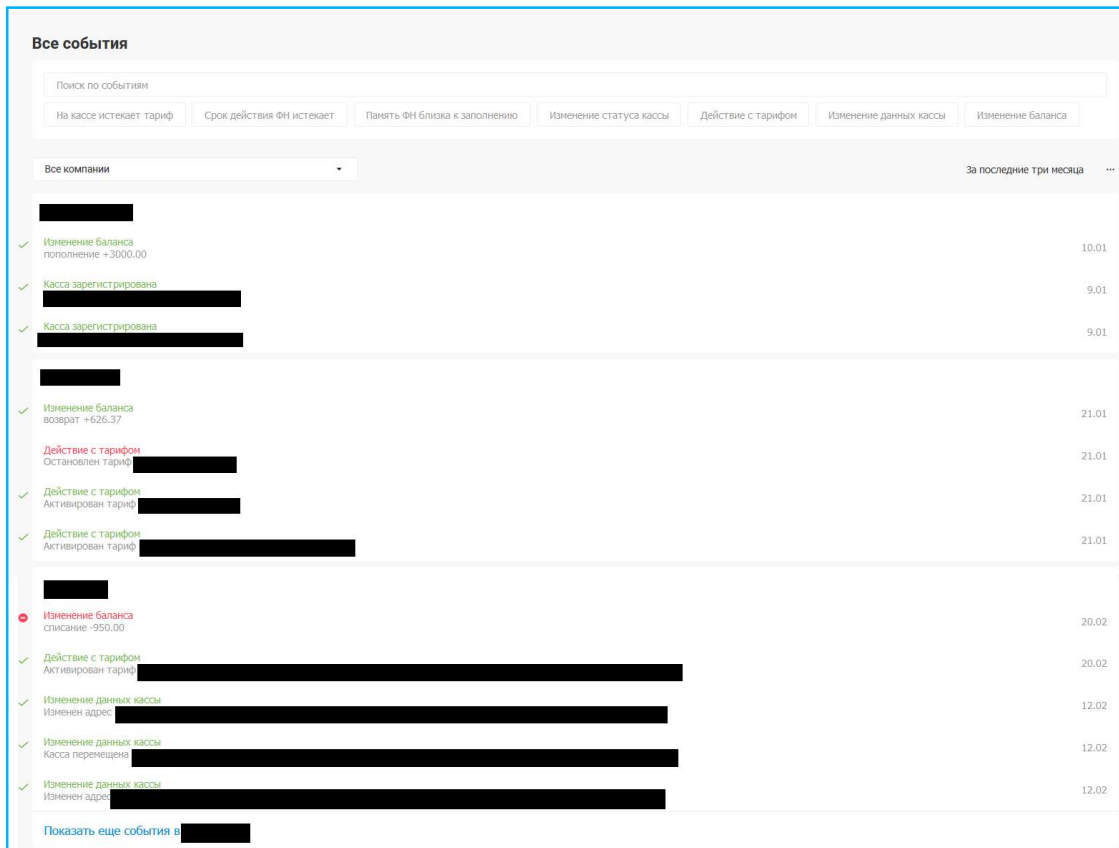 Все события
Поиск по событиям
На кассе истекает тариф Срок действия ФН истекает Память ФН близка к заполнению Изменение статуса кассы Действие с тарифом Изменение данных кассы Изменение баланса
Все компании За последние три месяца ...
Изменение баланса
пополнение +3000.00 10.01
Касса зарегистрирована
9.01
Касса зарегистрирована
9.01
Изменение баланса
возврат +626.37 21.01
Действие с тарифом
Остановлен тариф 21.01
Действие с тарифом
Активирован тариф 21.01
Действие с тарифом
Активирован тариф 21.01
Изменение баланса
списание -950.00 20.02
Действие с тарифом
Активирован тариф 20.02
Изменение данных кассы
Изменен адрес 12.02
Изменение данных кассы
Касса перемещена 12.02
Изменение данных кассы
Изменен адрес 12.02
Показать еще события в